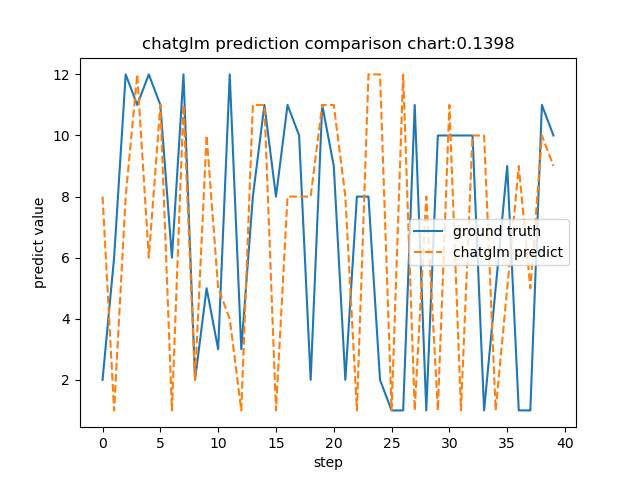 chatglm prediction comparison chart:0.1398
12
10
8
6
4
2
predict value
ground truth
chatglm predict
0 5 10 15 20 25 30 35 40
step